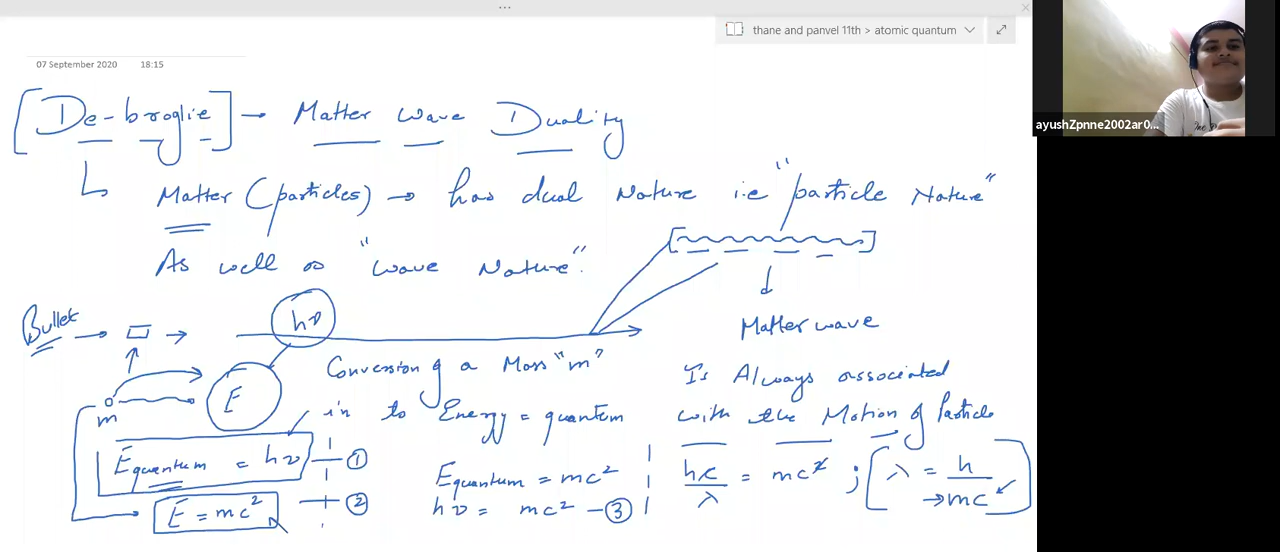 thane and panvel 11th > atomic quantum
07 September 2020 18:15
[De-broglie] → Matter wave Duality
Matter (particles) → has dual Nature i.e "particle Nature"
As well as "wave Nature".
Bullet
hν
Matter wave
m
E
Conversion of a Mass "m"
in to Energy = quantum
Is Always associated
with the Motion of Particle
Equantum = hν — ①
E = mc² — ②
Equantum = mc²
hν = mc² — ③
hc/λ = mc² ; [λ = h/mc]
ayushZpnne2002ar0...